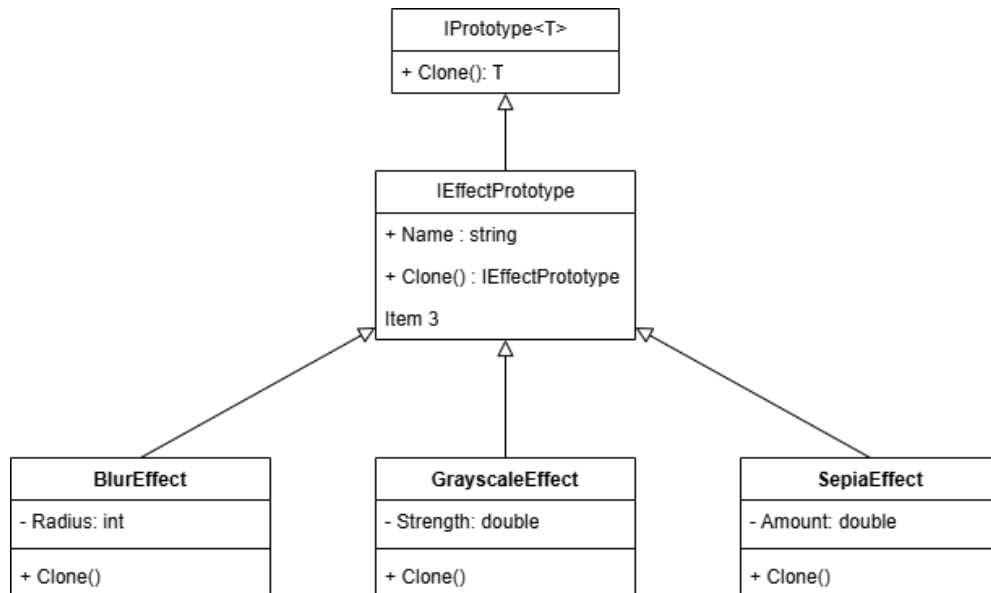 IPrototype<T>
+ Clone(): T
IEffectPrototype
+ Name : string
+ Clone() : IEffectPrototype
Item 3
BlurEffect
- Radius: int
+ Clone()
GrayscaleEffect
- Strength: double
+ Clone()
SepiaEffect
- Amount: double
+ Clone()